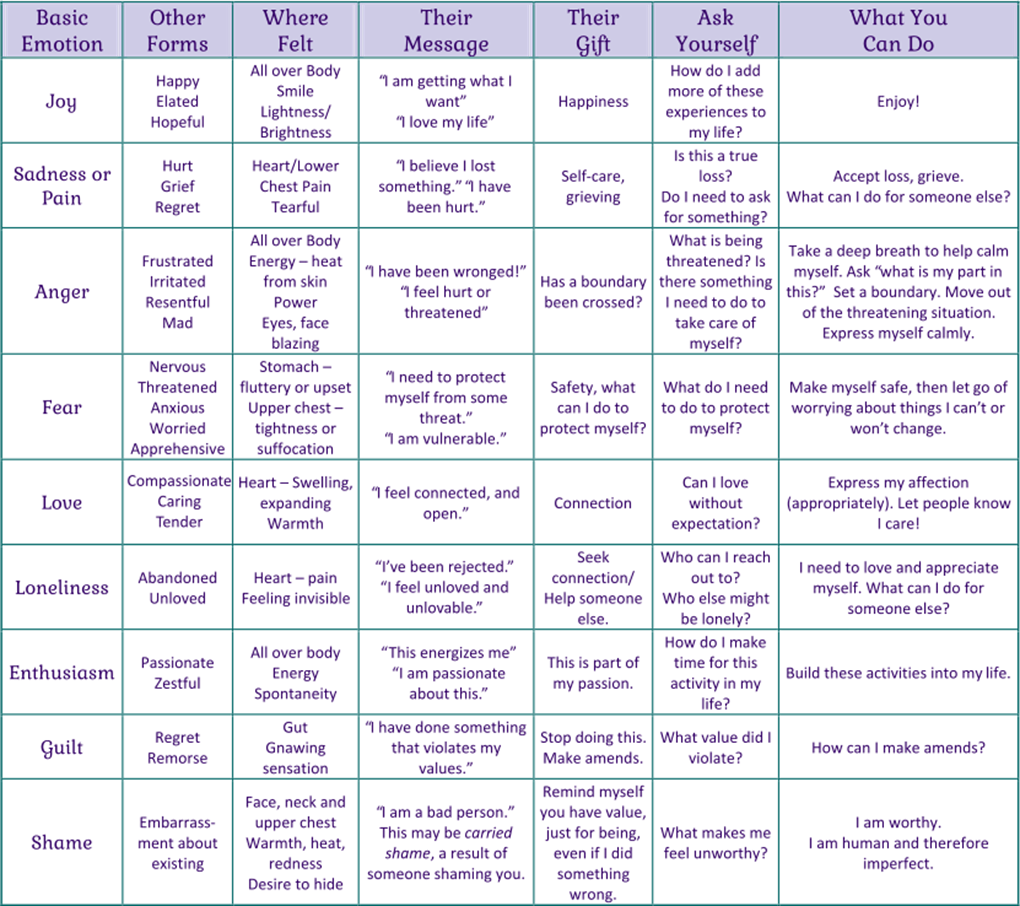 Basic
Emotion
Other
Forms
Where
Felt
Their
Message
Their
Gift
Ask
Yourself
What You
Can Do
Joy
Happy
Elated
Hopeful
All over Body
Smile
Lightness/
Brightness
“I am getting what I
want”
“I love my life”
Happiness
How do I add
more of these
experiences to
my life?
Enjoy!
Sadness or
Pain
Hurt
Grief
Regret
Heart/Lower
Chest Pain
Tearful
“I believe I lost
something.” “I have
been hurt.”
Self-care,
grieving
Is this a true
loss?
Do I need to ask
for something?
Accept loss, grieve.
What can I do for someone else?
Anger
Frustrated
Irritated
Resentful
Mad
All over Body
Energy – heat
from skin
Power
Eyes, face
blazing
“I have been wronged!”
“I feel hurt or
threatened”
Has a boundary
been crossed?
What is being
threatened? Is
there something
I need to do to
take care of
myself?
Take a deep breath to help calm
myself. Ask “what is my part in
this?”  Set a boundary. Move out
of the threatening situation.
Express myself calmly.
Fear
Nervous
Threatened
Anxious
Worried
Apprehensive
Stomach –
fluttery or upset
Upper chest –
tightness or
suffocation
“I need to protect
myself from some
threat.”
“I am vulnerable.”
Safety, what
can I do to
protect myself?
What do I need
to do to protect
myself?
Make myself safe, then let go of
worrying about things I can’t or
won’t change.
Love
Compassionate
Caring
Tender
Heart – Swelling,
expanding
Warmth
“I feel connected, and
open.”
Connection
Can I love
without
expectation?
Express my affection
(appropriately). Let people know
I care!
Loneliness
Abandoned
Unloved
Heart – pain
Feeling invisible
“I’ve been rejected.”
“I feel unloved and
unlovable.”
Seek
connection/
Help someone
else.
Who can I reach
out to?
Who else might
be lonely?
I need to love and appreciate
myself. What can I do for
someone else?
Enthusiasm
Passionate
Zestful
All over body
Energy
Spontaneity
“This energizes me”
“I am passionate
about this.”
This is part of
my passion.
How do I make
time for this
activity in my
life?
Build these activities into my life.
Guilt
Regret
Remorse
Gut
Gnawing
sensation
“I have done something
that violates my
values.”
Stop doing this.
Make amends.
What value did I
violate?
How can I make amends?
Shame
Embarrass-
ment about
existing
Face, neck and
upper chest
Warmth, heat,
redness
Desire to hide
“I am a bad person.”
This may be carried
shame, a result of
someone shaming you.
Remind myself
you have value,
just for being,
even if I did
something
wrong.
What makes me
feel unworthy?
I am worthy.
I am human and therefore
imperfect.